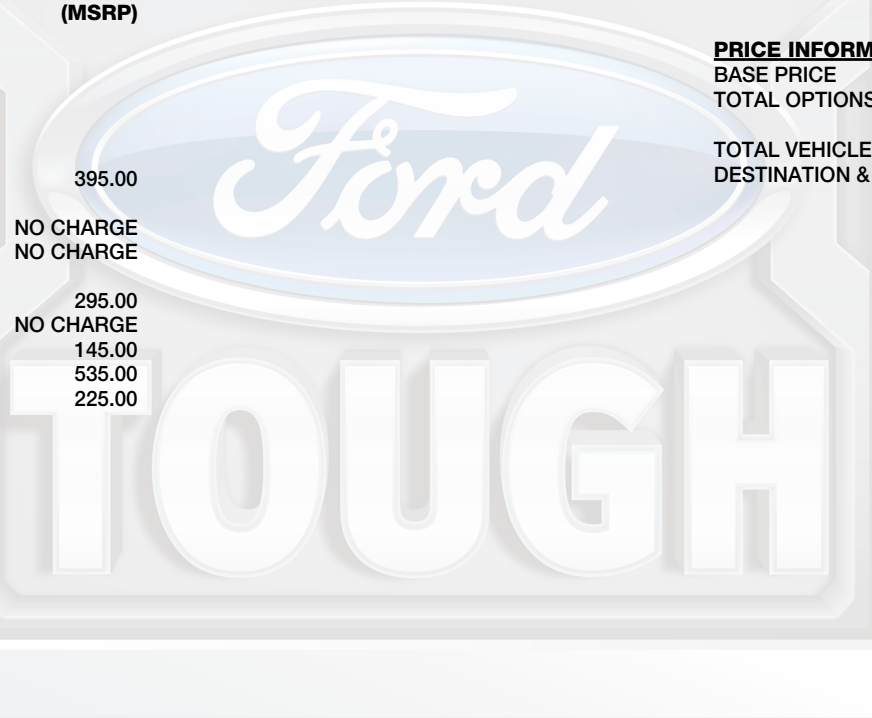 (MSRP)
395.00
NO CHARGE
NO CHARGE
295.00
NO CHARGE
145.00
535.00
225.00
PRICE INFORM
BASE PRICE
TOTAL OPTIONS
TOTAL VEHICLE
DESTINATION &
Ford
TOUGH